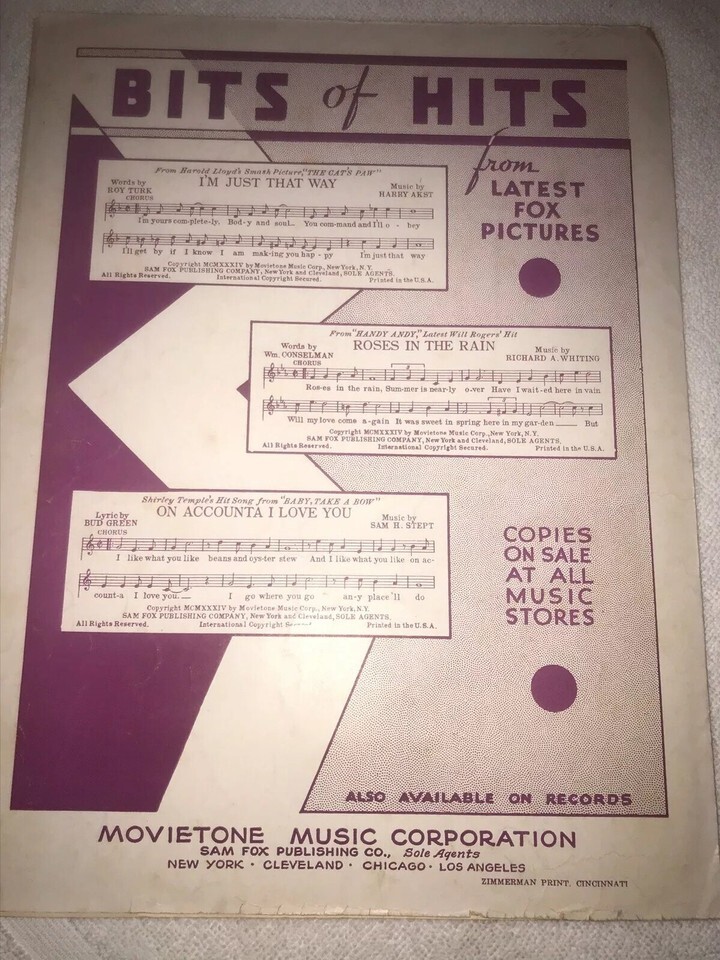 BITS of HITS
from
LATEST
FOX
PICTURES
From Harold Lloyd's Smash Picture, "THE CAT'S PAW"
I'M JUST THAT WAY
Words by
ROY TURK
Music by
HARRY AKST
CHORUS
I'm yours com-plete-ly. Bod-y and soul.. You com-mand and I'll o - bey
I'll get by if I know I am mak-ing you hap - py I'm just that way
Copyright MCMXXXIV by Movietone Music Corp., New York, N.Y.
SAM FOX PUBLISHING COMPANY, New York and Cleveland, SOLE AGENTS.
All Rights Reserved. International Copyright Secured. Printed in the U.S.A.
From "HANDY ANDY," Latest Will Rogers' Hit
ROSES IN THE RAIN
Words by
Wm. CONSELMAN
Music by
RICHARD A. WHITING
CHORUS
Ros-es in the rain, Sum-mer is near-ly o-ver Have I wait-ed here in vain
Will my love come a-gain It was sweet in spring here in my gar-den But
Copyright MCMXXXIV by Movietone Music Corp., New York, N.Y.
SAM FOX PUBLISHING COMPANY, New York and Cleveland, SOLE AGENTS.
All Rights Reserved. International Copyright Secured. Printed in the U.S.A.
Shirley Temple's Hit Song from "BABY, TAKE A BOW"
ON ACCOUNTA I LOVE YOU
Lyric by
BUD GREEN
Music by
SAM H. STEPT
CHORUS
I like what you like beans and oys-ter stew And I like what you like on ac-
count-a I love you. I go where you go an-y place 'll do
Copyright MCMXXXIV by Movietone Music Corp., New York, N.Y.
SAM FOX PUBLISHING COMPANY, New York and Cleveland, SOLE AGENTS.
All Rights Reserved. International Copyright Printed in the U.S.A.
COPIES
ON SALE
AT ALL
MUSIC
STORES
ALSO AVAILABLE ON RECORDS
MOVIETONE MUSIC CORPORATION
SAM FOX PUBLISHING CO., Sole Agents
NEW YORK · CLEVELAND · CHICAGO · LOS ANGELES
ZIMMERMAN PRINT. CINCINNATI